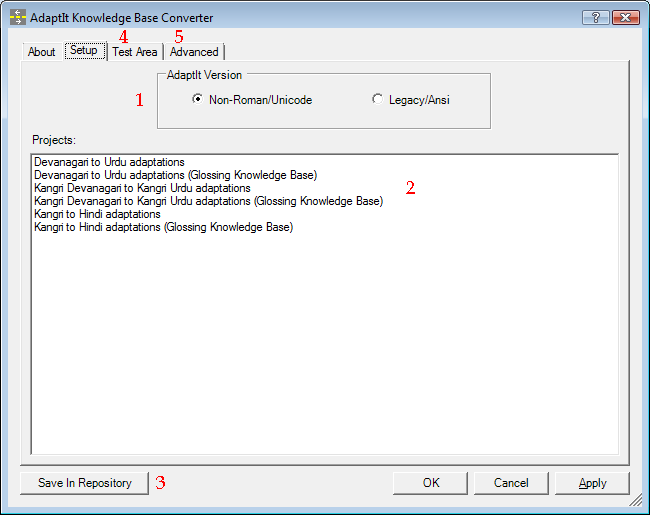 AdaptIt Knowledge Base Converter
4 5
About Setup Test Area Advanced
AdaptIt Version
1 Non-Roman/Unicode Legacy/Ansi
Projects:
Devanagari to Urdu adaptations
Devanagari to Urdu adaptations (Glossing Knowledge Base)
Kangri Devanagari to Kangri Urdu adaptations 2
Kangri Devanagari to Kangri Urdu adaptations (Glossing Knowledge Base)
Kangri to Hindi adaptations
Kangri to Hindi adaptations (Glossing Knowledge Base)
Save In Repository 3 OK Cancel Apply